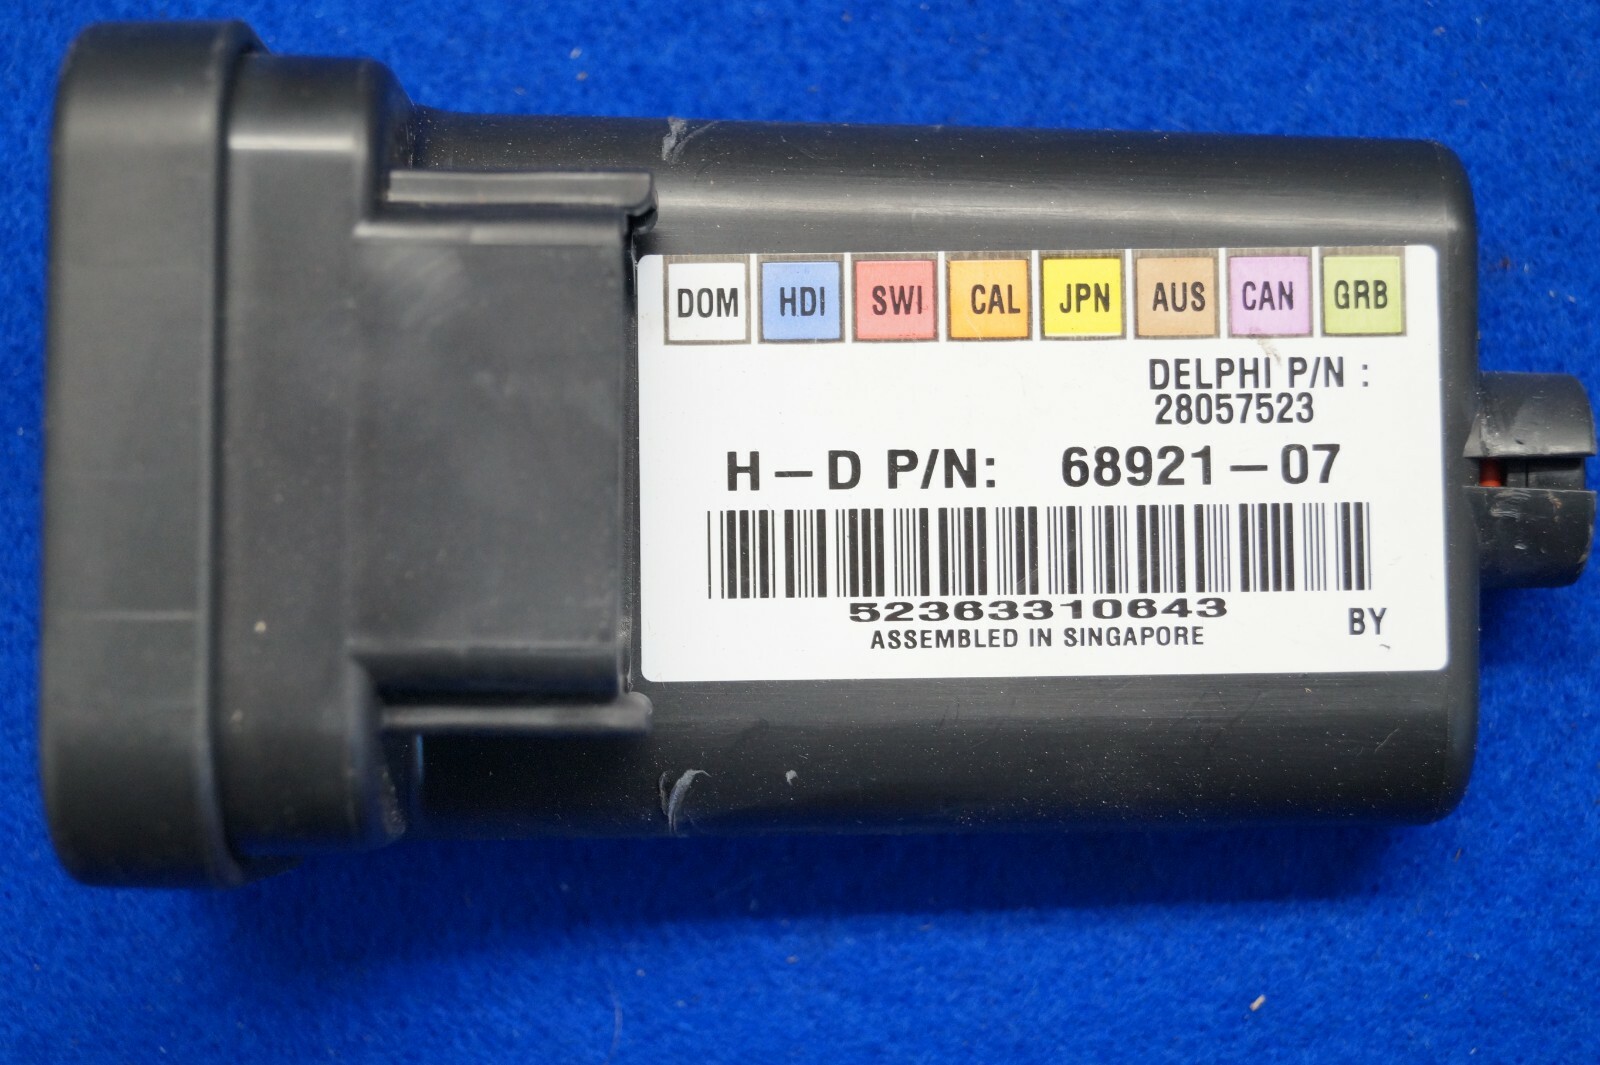 DOM HDI SWI CAL JPN AUS CAN GRB
DELPHI P/N :
28057523
H-D P/N: 68921-07
52363310643
ASSEMBLED IN SINGAPORE
BY